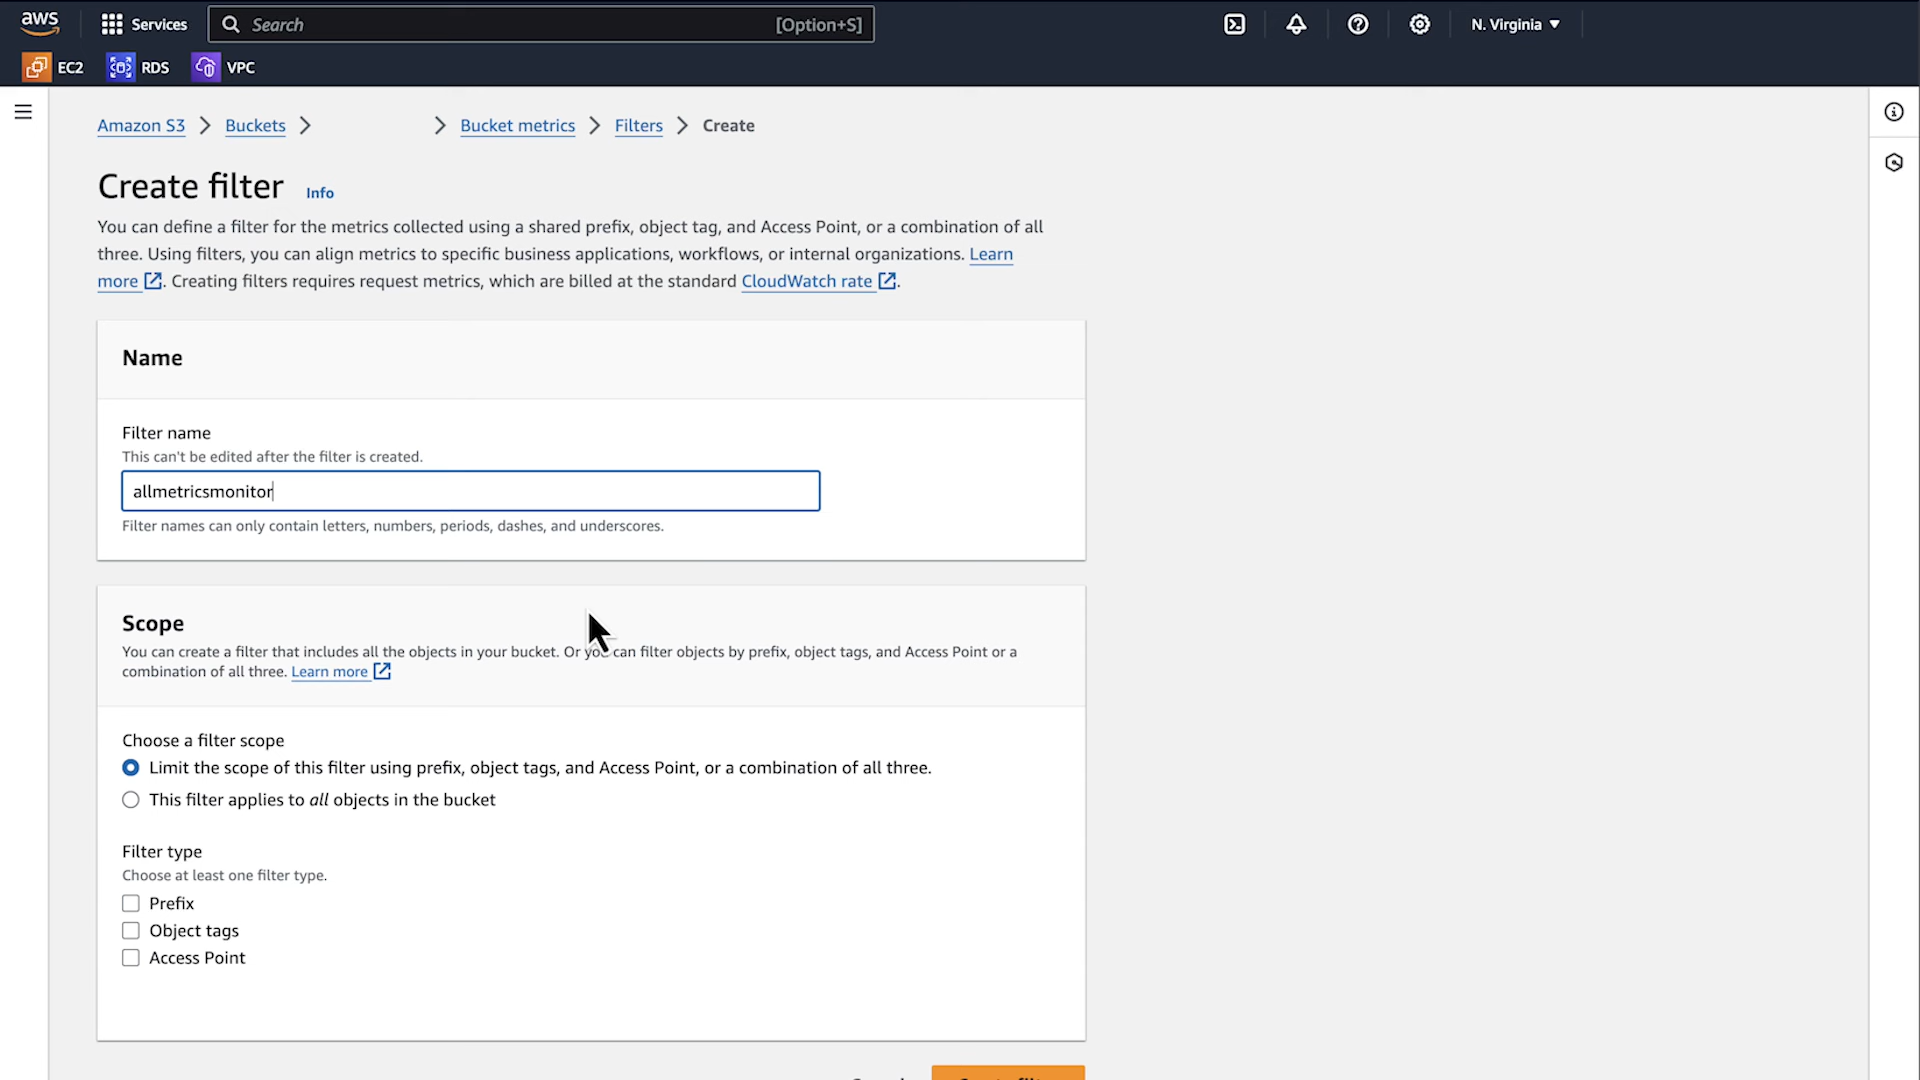 aws Services Search [Option+S] N. Virginia
EC2 RDS VPC
Amazon S3 Buckets Bucket metrics Filters Create
Create filter Info
You can define a filter for the metrics collected using a shared prefix, object tag, and Access Point, or a combination of all
three. Using filters, you can align metrics to specific business applications, workflows, or internal organizations. Learn
more. Creating filters requires request metrics, which are billed at the standard CloudWatch rate.
Name
Filter name
This can't be edited after the filter is created.
allmetricsmonitor
Filter names can only contain letters, numbers, periods, dashes, and underscores.
Scope
You can create a filter that includes all the objects in your bucket. Or you can filter objects by prefix, object tags, and Access Point or a
combination of all three. Learn more
Choose a filter scope
Limit the scope of this filter using prefix, object tags, and Access Point, or a combination of all three.
This filter applies to all objects in the bucket
Filter type
Choose at least one filter type.
Prefix
Object tags
Access Point